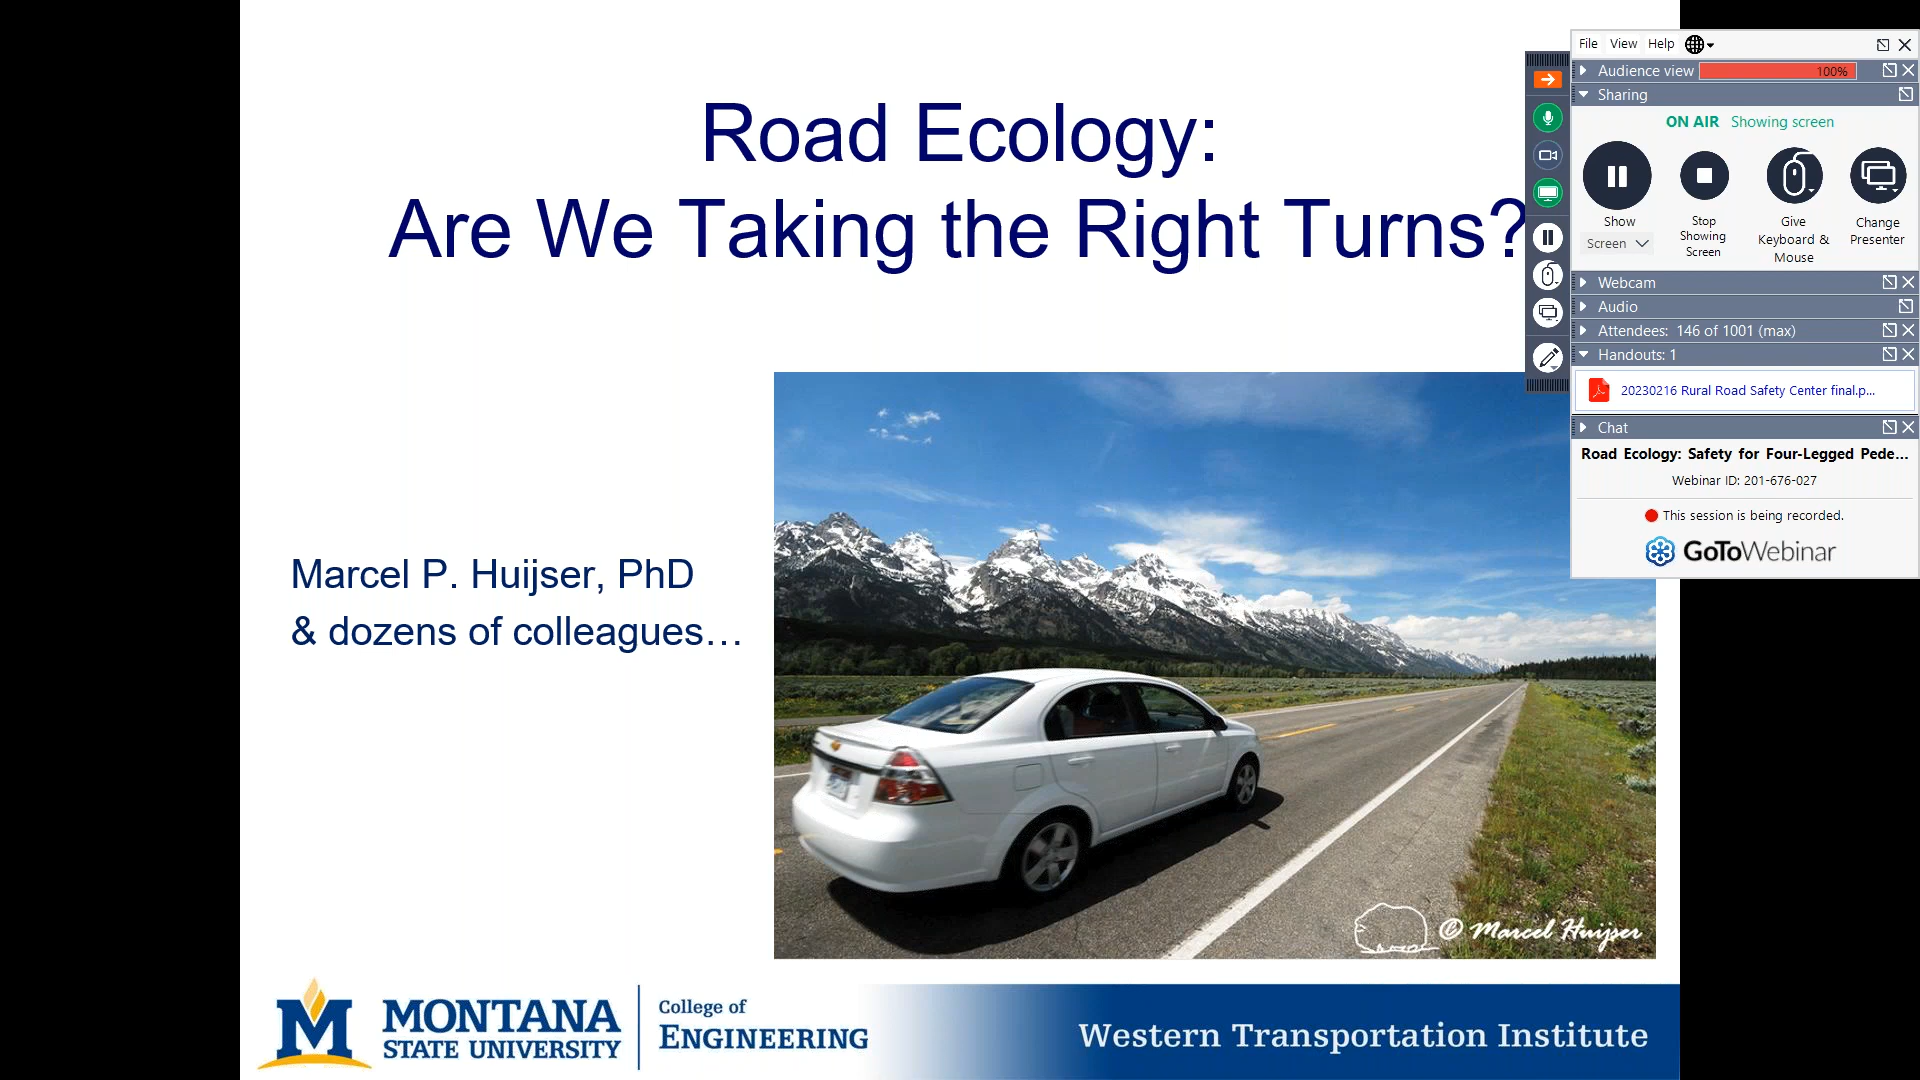 Road Ecology:
Are We Taking the Right Turns?
Marcel P. Huijser, PhD
& dozens of colleagues…
© Marcel Huijser
M MONTANA
STATE UNIVERSITY
College of
ENGINEERING
Western Transportation Institute
File View Help
Audience view 100%
Sharing
ON AIR Showing screen
Show
Screen
Stop
Showing
Screen
Give
Keyboard &
Mouse
Change
Presenter
Webcam
Audio
Attendees: 146 of 1001 (max)
Handouts: 1
20230216 Rural Road Safety Center final.p...
Chat
Road Ecology: Safety for Four-Legged Pede...
Webinar ID: 201-676-027
This session is being recorded.
GoToWebinar